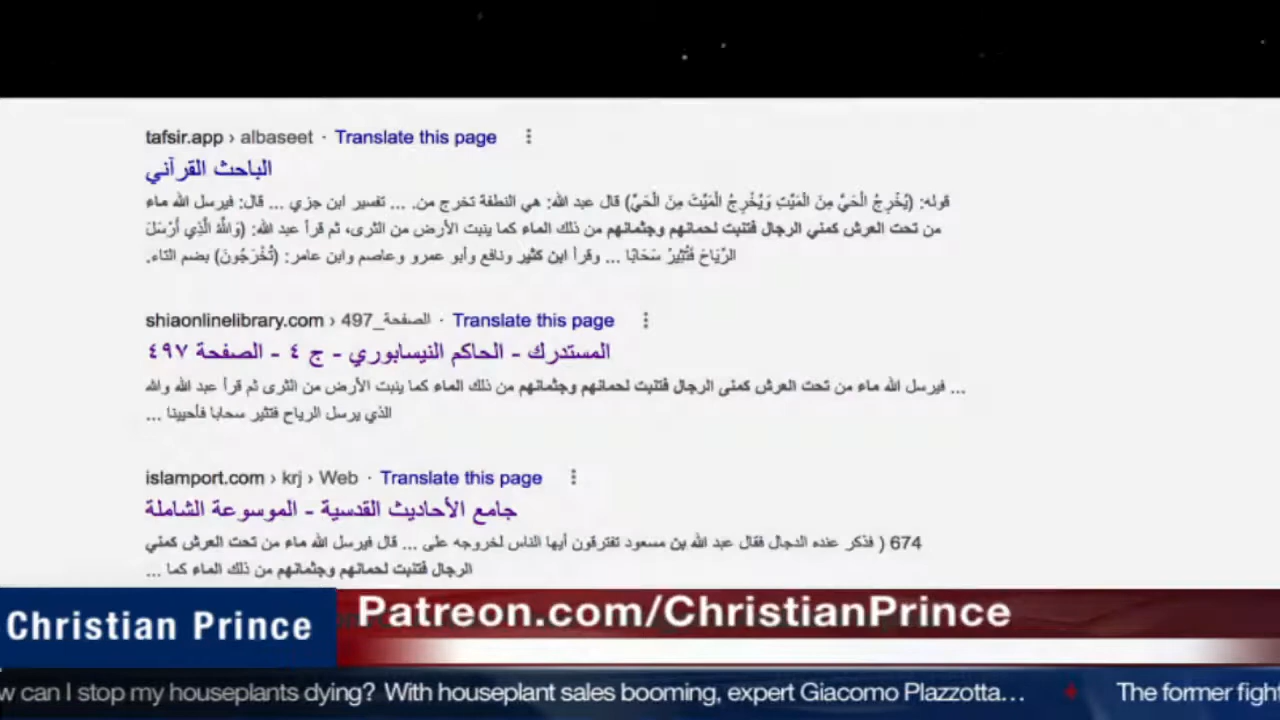 tafsir.app › albaseet · Translate this page
الباحث القرآني
قوله: (يُخْرِجُ الْحَيَّ مِنَ الْمَيِّتِ وَيُخْرِجُ الْمَيِّتَ مِنَ الْحَيِّ) قال عبد الله: هي النطفة تخرج من. ... تفسير ابن جزي ... قال: فيرسل الله ماء
من تحت العرش كمني الرجال فتنبت لحمانهم وجثمانهم من ذلك الماء كما ينبت الأرض من الثرى، ثم قرأ عبد الله: (وَاللَّهُ الَّذِي أَرْسَلَ
الرِّيَاحَ فَتُثِيرُ سَحَابًا ... وقرأ ابن كثير ونافع وأبو عمرو وعاصم وابن عامر: (تُخْرَجُونَ) بضم التاء.
shiaonlinelibrary.com › الصفحة_497 · Translate this page
المستدرك - الحاكم النيسابوري - ج ٤ - الصفحة ٤٩٧
... فيرسل الله ماء من تحت العرش كمنى الرجال فتنبت لحمانهم وجثمانهم من ذلك الماء كما ينبت الأرض من الثرى ثم قرأ عبد الله والله
الذي يرسل الرياح فتثير سحابا فأحيينا ...
islamport.com › krj › Web · Translate this page
جامع الأحاديث القدسية - الموسوعة الشاملة
674 ( فذكر عنده الدجال فقال عبد الله بن مسعود تفترقون أيها الناس لخروجه على ... قال فيرسل الله ماء من تحت العرش كمني
الرجال فتنبت لحمانهم وجثمانهم من ذلك الماء كما ...
Christian Prince
Patreon.com/ChristianPrince
w can I stop my houseplants dying? With houseplant sales booming, expert Giacomo Plazzotta…
The former fight